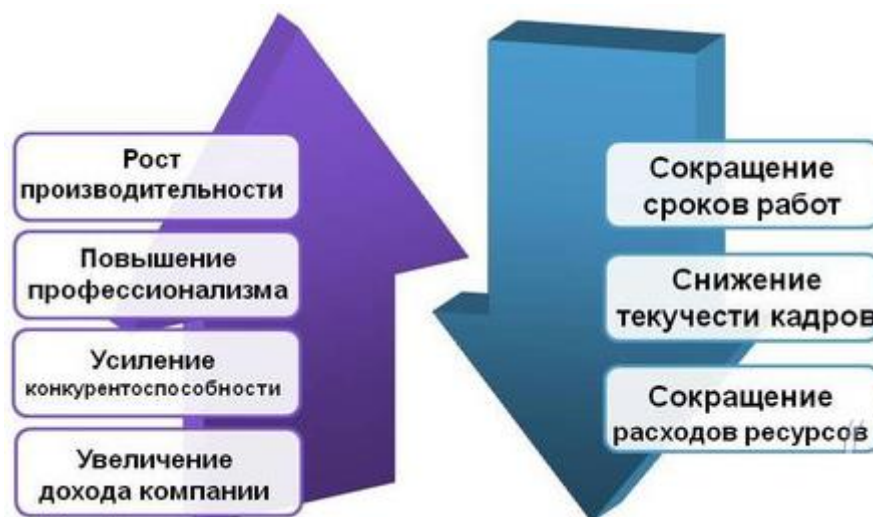 Рост
производительности
Повышение
профессионализма
Усиление
конкурентоспособности
Увеличение
дохода компании
Сокращение
сроков работ
Снижение
текучести кадров
Сокращение
расходов ресурсов